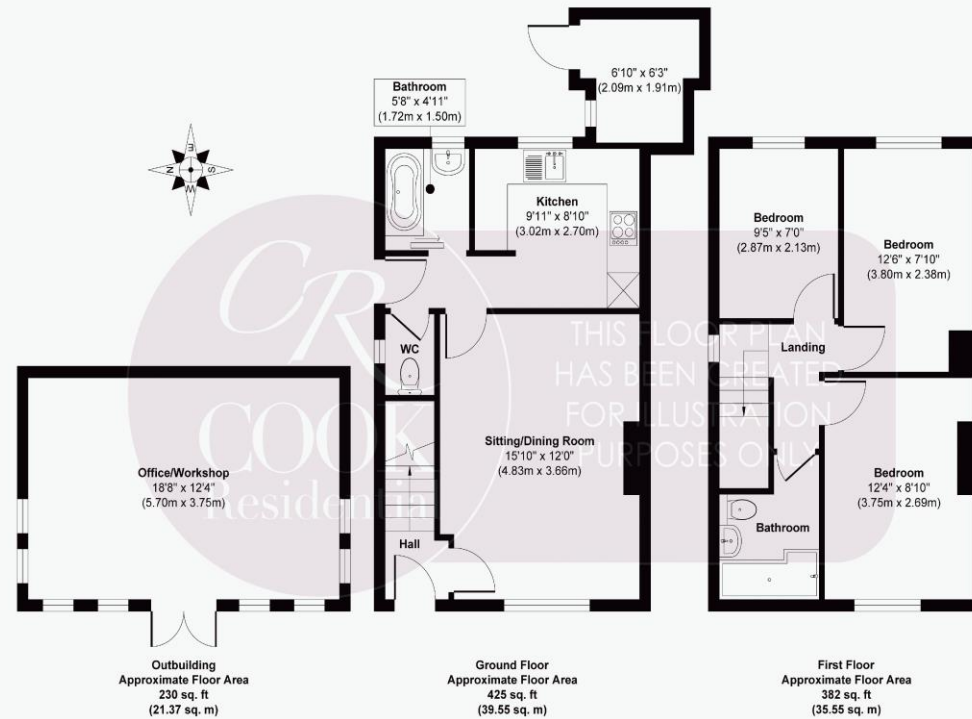 Bathroom
5'8" x 4'11"
(1.72m x 1.50m)
6'10" x 6'3"
(2.09m x 1.91m)
N
E
S
W
Kitchen
9'11" x 8'10"
(3.02m x 2.70m)
Bedroom
9'5" x 7'0"
(2.87m x 2.13m)
Bedroom
12'6" x 7'10"
(3.80m x 2.38m)
WC
Landing
Office/Workshop
18'8" x 12'4"
(5.70m x 3.75m)
Sitting/Dining Room
15'10" x 12'0"
(4.83m x 3.66m)
Hall
Bedroom
12'4" x 8'10"
(3.75m x 2.69m)
Bathroom
CR
COOK
Residential
THIS FLOOR PLAN
HAS BEEN CREATED
FOR ILLUSTRATION
PURPOSES ONLY
Outbuilding
Approximate Floor Area
230 sq. ft
(21.37 sq. m)
Ground Floor
Approximate Floor Area
425 sq. ft
(39.55 sq. m)
First Floor
Approximate Floor Area
382 sq. ft
(35.55 sq. m)